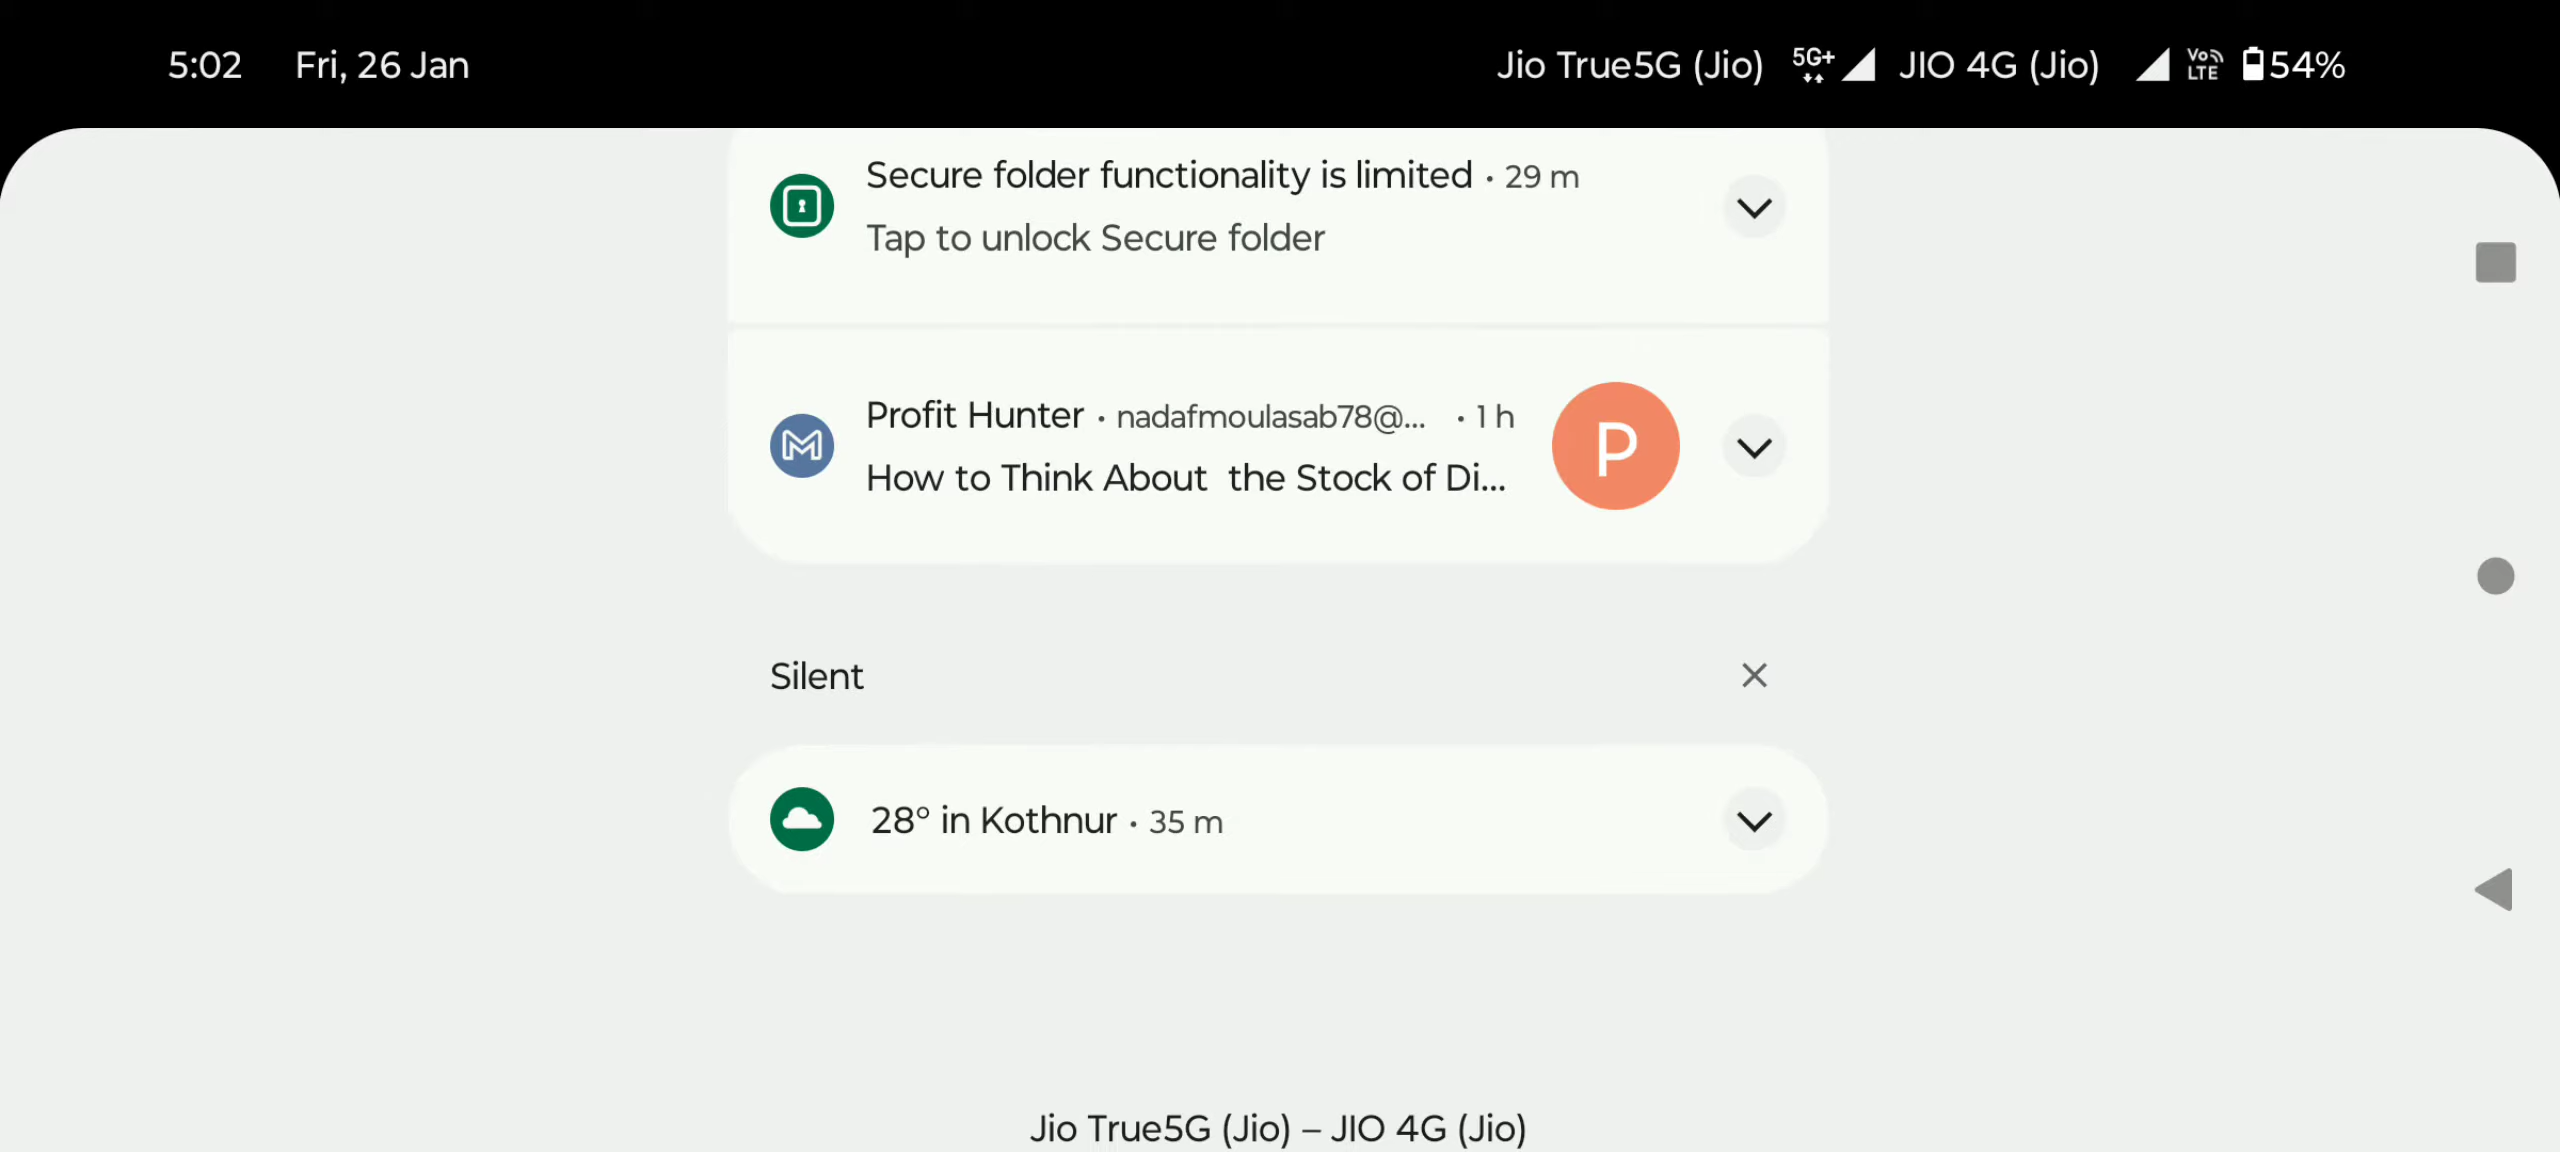 5:02 Fri, 26 Jan Jio True5G (Jio) 5G+ JIO 4G (Jio) Vo LTE 54%
Secure folder functionality is limited • 29 m
Tap to unlock Secure folder
Profit Hunter • nadafmoulasab78@... • 1 h
How to Think About the Stock of Di...
P
Silent
28° in Kothnur • 35 m
Jio True5G (Jio) – JIO 4G (Jio)